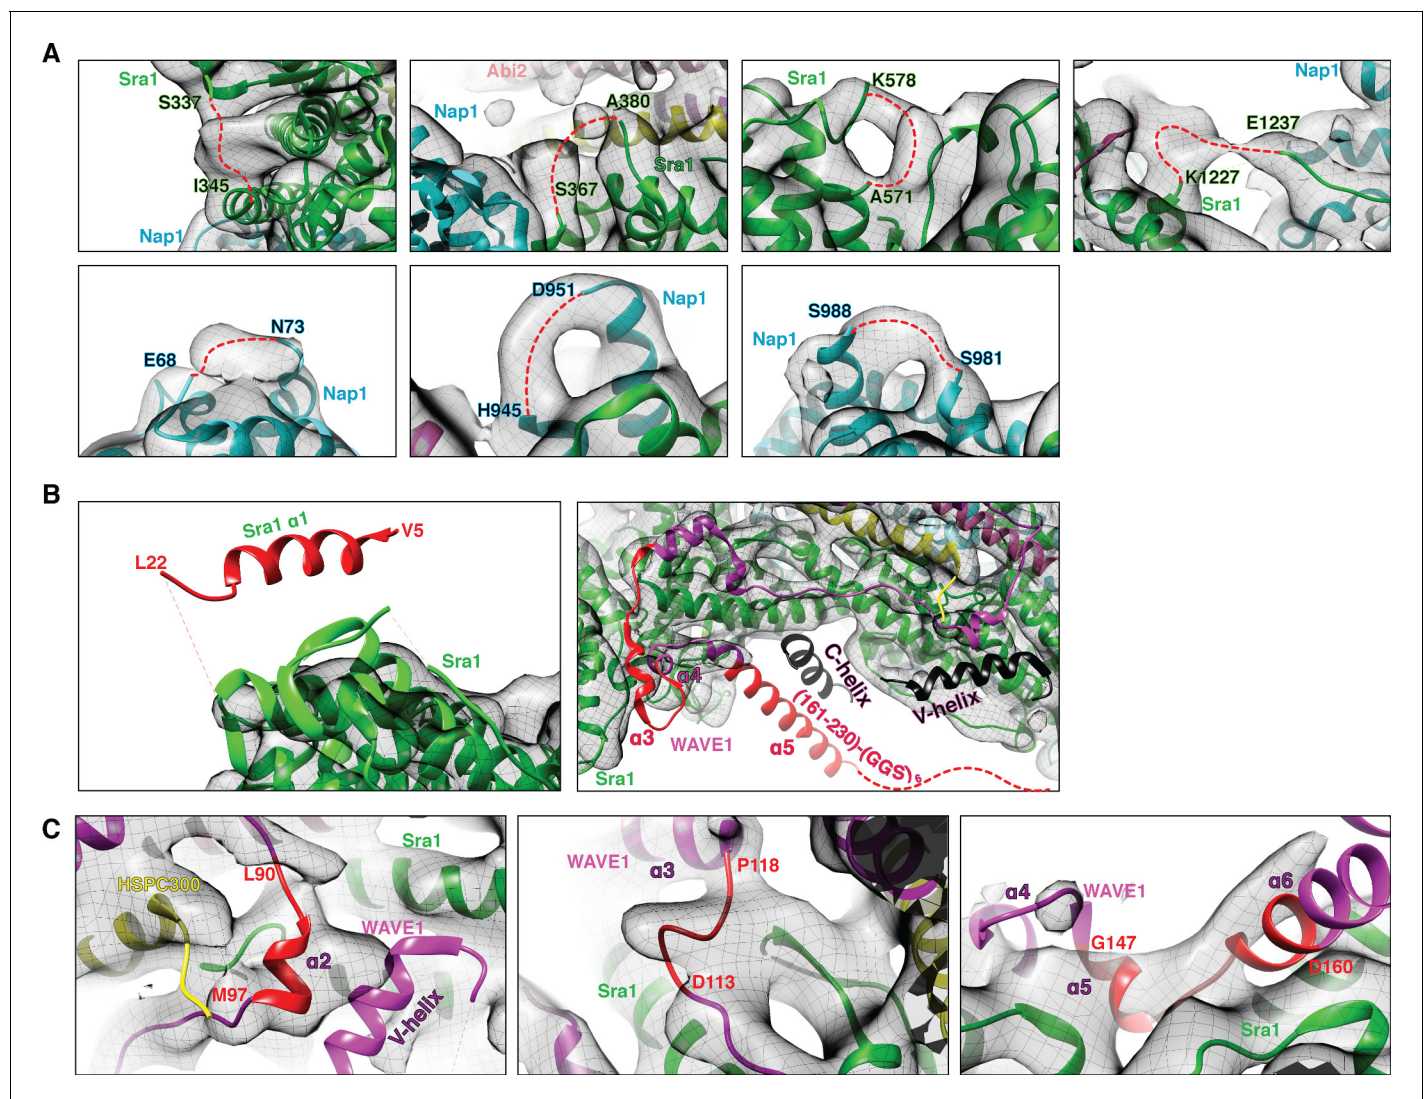 A
Sra1
S337
I345
Nap1
Abi2
Nap1
A380
Sra1
S367
Sra1
K578
A571
Nap1
E1237
K1227
Sra1
N73
E68
Nap1
D951
Nap1
H945
S988
Nap1
S981
B
Sra1 α1
V5
L22
Sra1
α4
C-helix
V-helix
α3
WAVE1
α5
(161-230)-(GGS)6
Sra1
C
Sra1
L90
HSPC300
WAVE1
α2
M97
V-helix
WAVE1
α3
P118
Sra1
D113
α4
WAVE1
α6
G147
D160
α5
Sra1